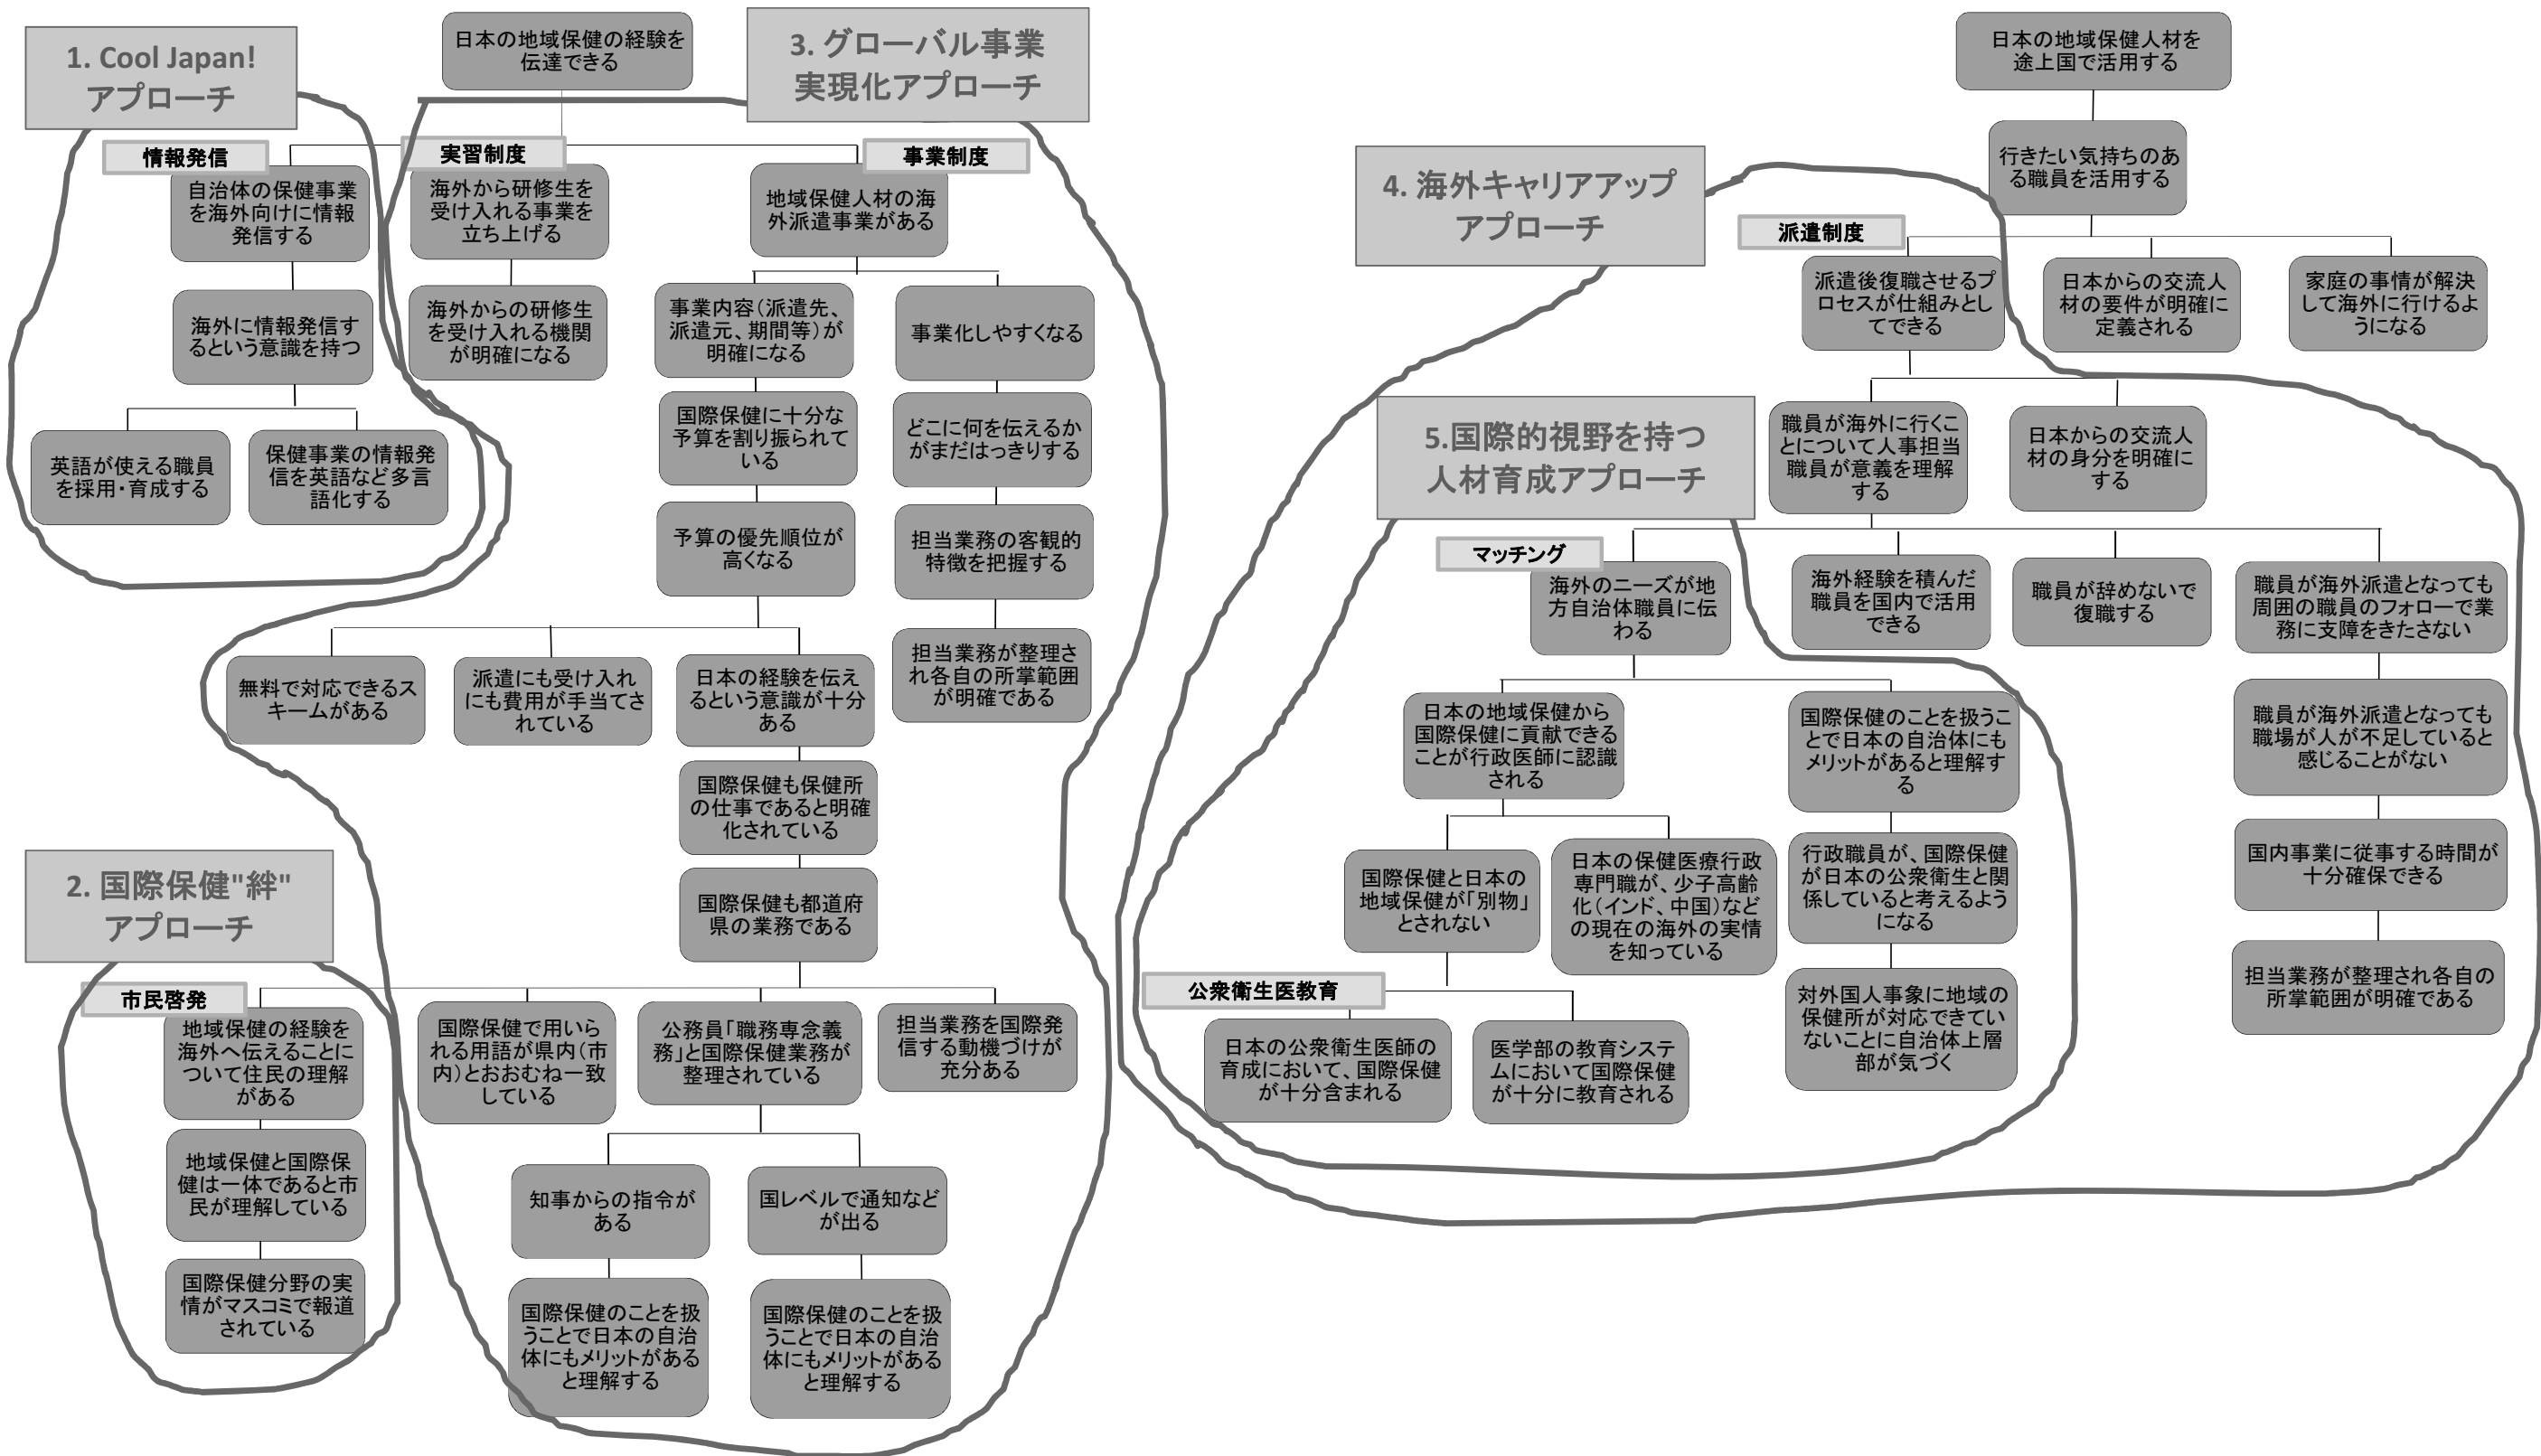 1. Cool Japan!
アプローチ
日本の地域保健の経験を
伝達できる
3. グローバル事業
実現化アプローチ
情報発信
自治体の保健事業
を海外向けに情報
発信する
海外に情報発信す
るという意識を持つ
英語が使える職員
を採用・育成する
保健事業の情報発
信を英語など多言
語化する
実習制度
海外から研修生を
受け入れる事業を
立ち上げる
海外からの研修生
を受け入れる機関
が明確になる
事業制度
地域保健人材の海
外派遣事業がある
事業内容（派遣先、
派遣元、期間等）が
明確になる
国際保健に十分な
予算を割り振られて
いる
予算の優先順位が
高くなる
事業化しやすくなる
どこに何を伝えるか
がまだはっきりする
担当業務の客観的
特徴を把握する
担当業務が整理さ
れ各自の所掌範囲
が明確である
無料で対応できるス
キームがある
派遣にも受け入れ
にも費用が手当てさ
れている
日本の経験を伝え
るという意識が十分
ある
国際保健も保健所
の仕事であると明確
化されている
国際保健も都道府
県の業務である
2. 国際保健"絆"
アプローチ
市民啓発
地域保健の経験を
海外へ伝えることに
ついて住民の理解
がある
地域保健と国際保
健は一体であると市
民が理解している
国際保健分野の実
情がマスコミで報道
されている
国際保健で用いら
れる用語が県内（市
内）とおおむね一致
している
公務員「職務専念義
務」と国際保健業務が
整理されている
担当業務を国際発
信する動機づけが
充分ある
知事からの指令が
ある
国レベルで通知など
が出る
国際保健のことを扱
うことで日本の自治
体にもメリットがある
と理解する
国際保健のことを扱
うことで日本の自治
体にもメリットがある
と理解する
日本の地域保健人材を
途上国で活用する
行きたい気持ちのあ
る職員を活用する
4. 海外キャリアアップ
アプローチ
派遣制度
派遣後復職させるプ
ロセスが仕組みとし
てできる
日本からの交流人
材の要件が明確に
定義される
家庭の事情が解決
して海外に行けるよ
うになる
5.国際的視野を持つ
人材育成アプローチ
職員が海外に行くこ
とについて人事担当
職員が意義を理解
する
日本からの交流人
材の身分を明確に
する
マッチング
海外のニーズが地
方自治体職員に伝
わる
海外経験を積んだ
職員を国内で活用
できる
職員が辞めないで
復職する
職員が海外派遣となっても
周囲の職員のフォローで業
務に支障をきたさない
日本の地域保健から
国際保健に貢献できる
ことが行政医師に認識
される
国際保健のことを扱うこ
とで日本の自治体にも
メリットがあると理解す
る
職員が海外派遣となっても
職場が人が不足していると
感じることがない
国際保健と日本の
地域保健が「別物」
とされない
日本の保健医療行政
専門職が、少子高齢
化（インド、中国）など
の現在の海外の実情
を知っている
行政職員が、国際保健
が日本の公衆衛生と関
係していると考えるよう
になる
国内事業に従事する時間が
十分確保できる
公衆衛生医教育
日本の公衆衛生医師の
育成において、国際保健
が十分含まれる
医学部の教育システ
ムにおいて国際保健
が十分に教育される
対外国人事象に地域の
保健所が対応できてい
ないことに自治体上層
部が気づく
担当業務が整理され各自の
所掌範囲が明確である